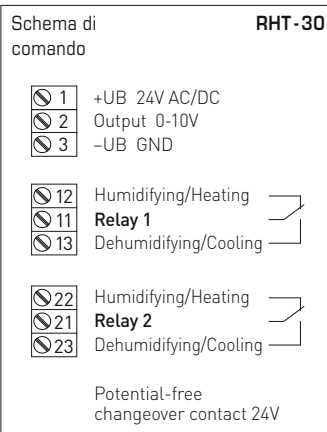 Schema di RHT-30
comando
1 +UB 24V AC/DC
2 Output 0-10V
3 –UB GND
12 Humidifying/Heating
11 Relay 1
13 Dehumidifying/Cooling
22 Humidifying/Heating
21 Relay 2
23 Dehumidifying/Cooling
Potential-free
changeover contact 24V